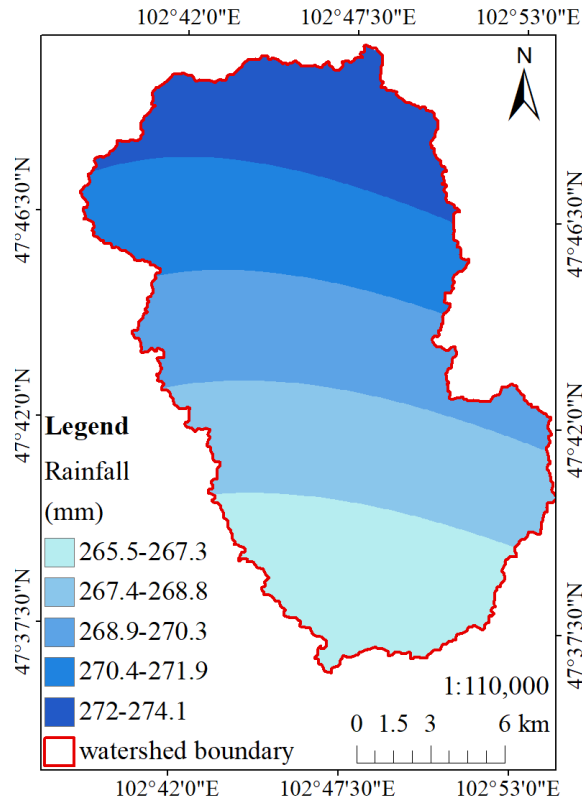 102°42'0"E 102°47'30"E 102°53'0"E
N
47°46'30"N
47°46'30"N
47°42'0"N
47°42'0"N
47°37'30"N
47°37'30"N
Legend
Rainfall
(mm)
265.5-267.3
267.4-268.8
268.9-270.3
270.4-271.9
272-274.1
watershed boundary
1:110,000
0 1.5 3 6 km
102°42'0"E 102°47'30"E 102°53'0"E